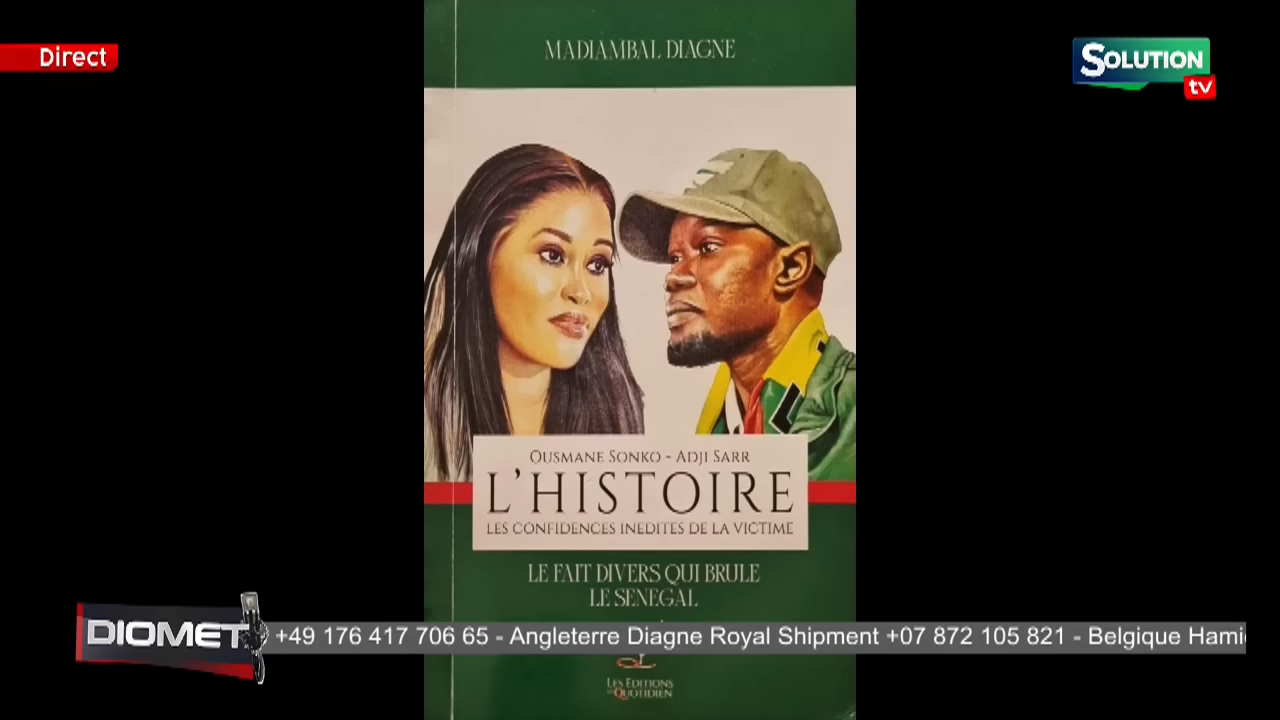 Direct
SOLUTION
tv
MADIAMBAL DIAGNE
OUSMANE SONKO - ADJI SARR
L'HISTOIRE
LES CONFIDENCES INEDITES DE LA VICTIME
LE FAIT DIVERS QUI BRULE
LE SENEGAL
DIOMET
+49 176 417 706 65 - Angleterre Diagne Royal Shipment +07 872 105 821 - Belgique Hami
LES EDITIONS
LE QUOTIDIEN